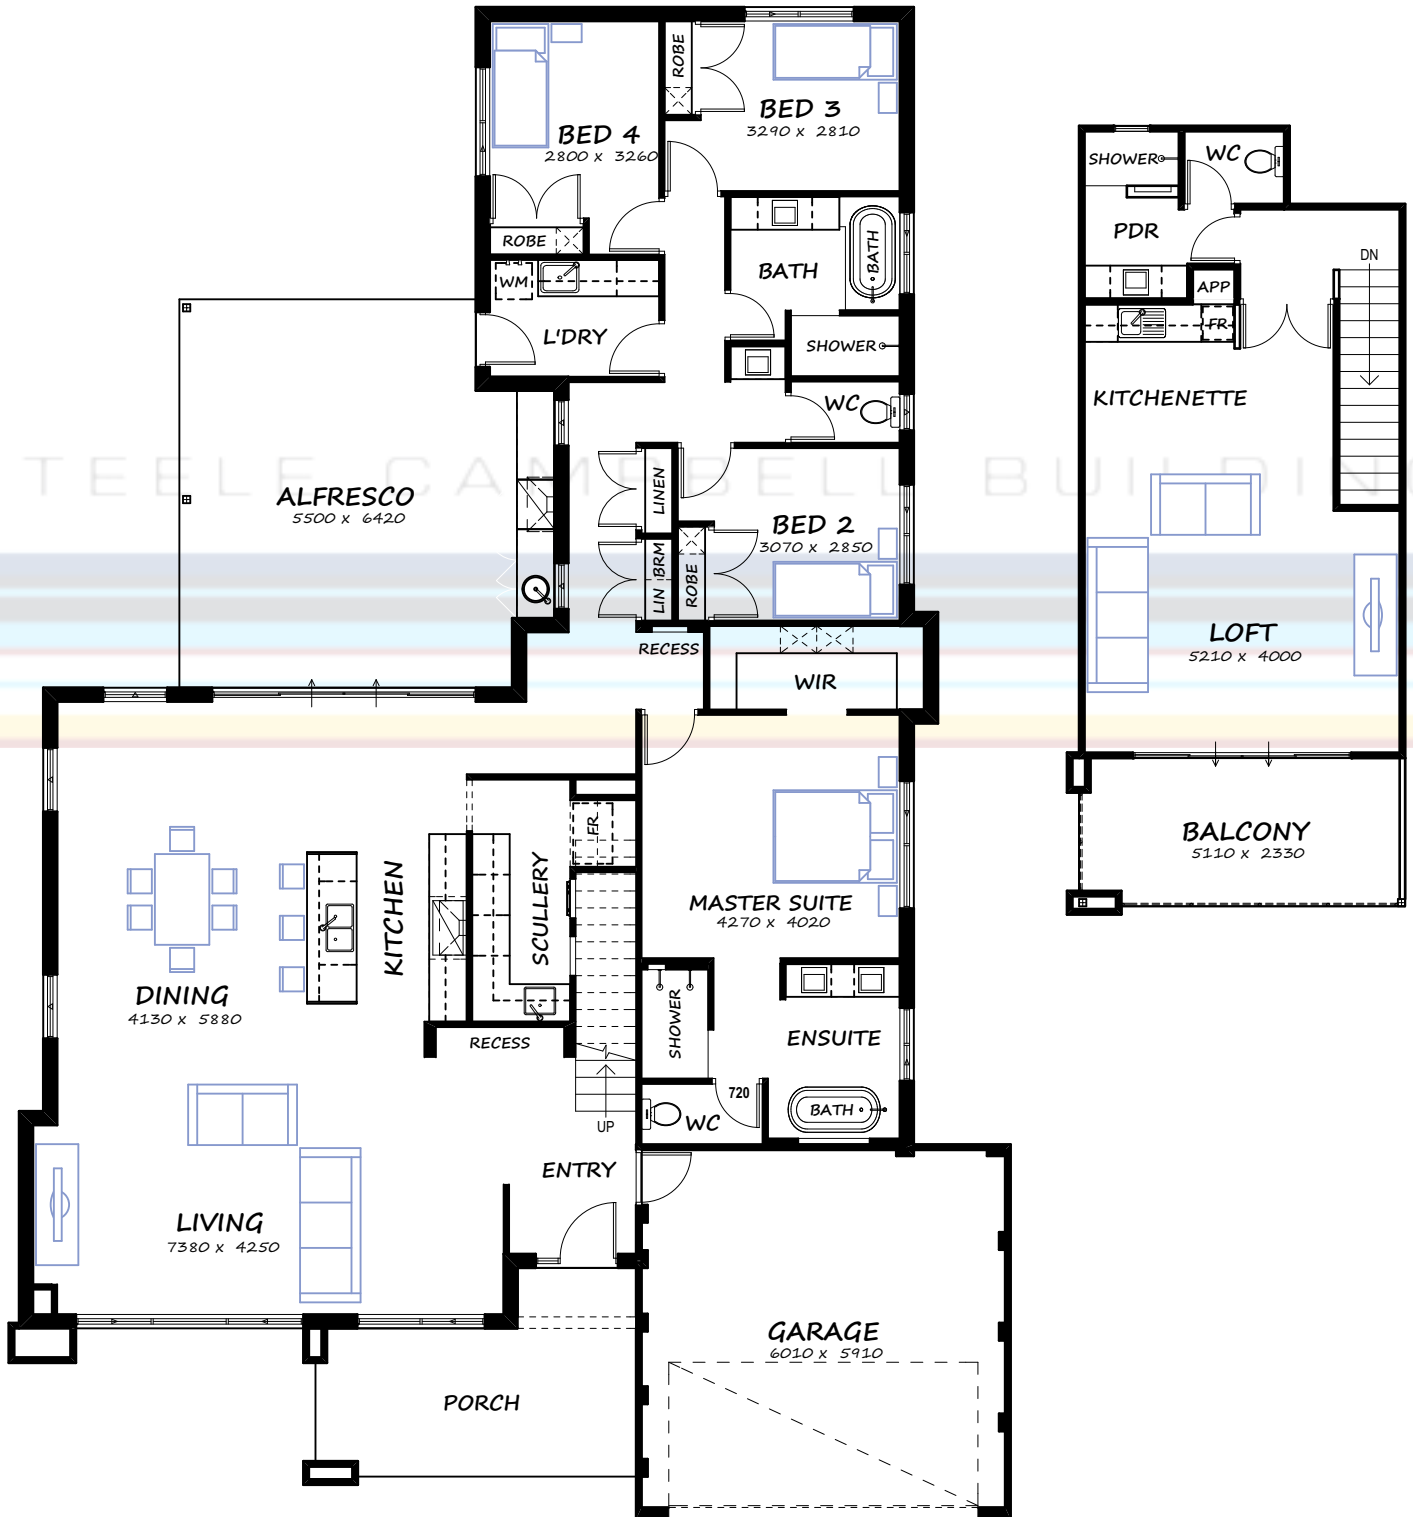 ROBE
BED 3
3290 x 2810
BED 4
2800 x 3260
ROBE
WM
L'DRY
BATH
BATH
SHOWER
WC
SHOWER
WC
PDR
DN
APP
FR
KITCHENETTE
TEELE CAMPBELL BUILDING
ALFRESCO
5500 x 6420
LINEN
BED 2
3070 x 2850
LIN BRM
ROBE
RECESS
WIR
LOFT
5210 x 4000
BALCONY
5110 x 2330
FR
KITCHEN
SCULLERY
MASTER SUITE
4270 x 4020
DINING
4130 x 5880
RECESS
SHOWER
ENSUITE
720
WC
BATH
UP
ENTRY
LIVING
7380 x 4250
GARAGE
6010 x 5910
PORCH